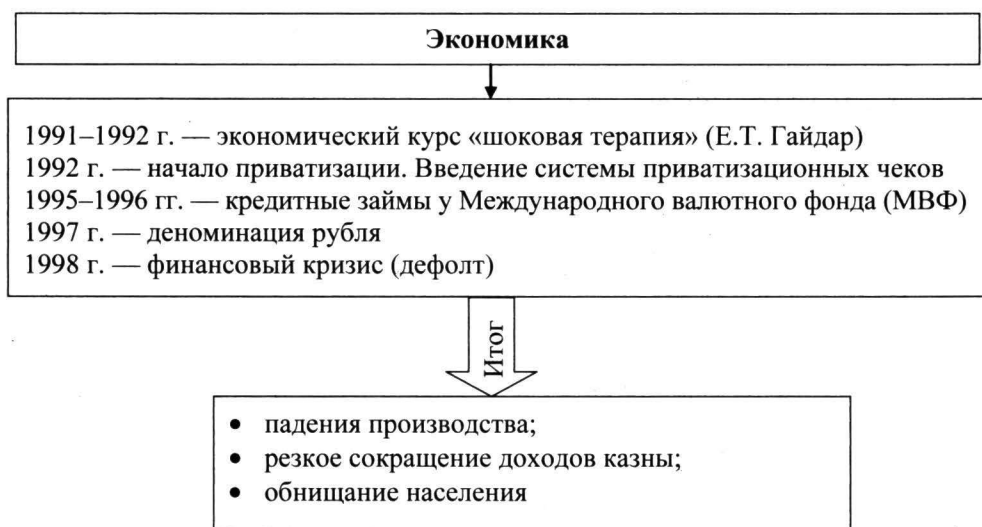 Экономика
1991–1992 г. — экономический курс «шоковая терапия» (Е.Т. Гайдар)
1992 г. — начало приватизации. Введение системы приватизационных чеков
1995–1996 гг. — кредитные займы у Международного валютного фонда (МВФ)
1997 г. — деноминация рубля
1998 г. — финансовый кризис (дефолт)
Итог
• падения производства;
• резкое сокращение доходов казны;
• обнищание населения